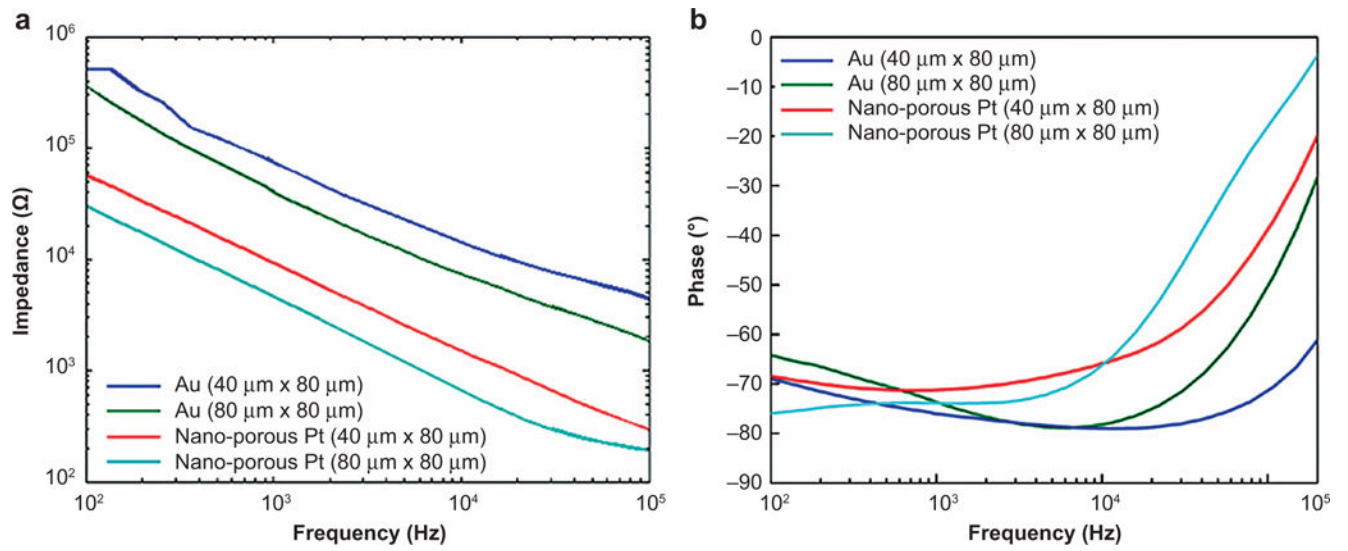 a
10⁶
10⁵
10⁴
10³
10²
Impedance (Ω)
Au (40 µm x 80 µm)
Au (80 µm x 80 µm)
Nano-porous Pt (40 µm x 80 µm)
Nano-porous Pt (80 µm x 80 µm)
10² 10³ 10⁴ 10⁵
Frequency (Hz)
b
0
–10
–20
–30
–40
–50
–60
–70
–80
–90
Phase (°)
Au (40 µm x 80 µm)
Au (80 µm x 80 µm)
Nano-porous Pt (40 µm x 80 µm)
Nano-porous Pt (80 µm x 80 µm)
10² 10³ 10⁴ 10⁵
Frequency (Hz)